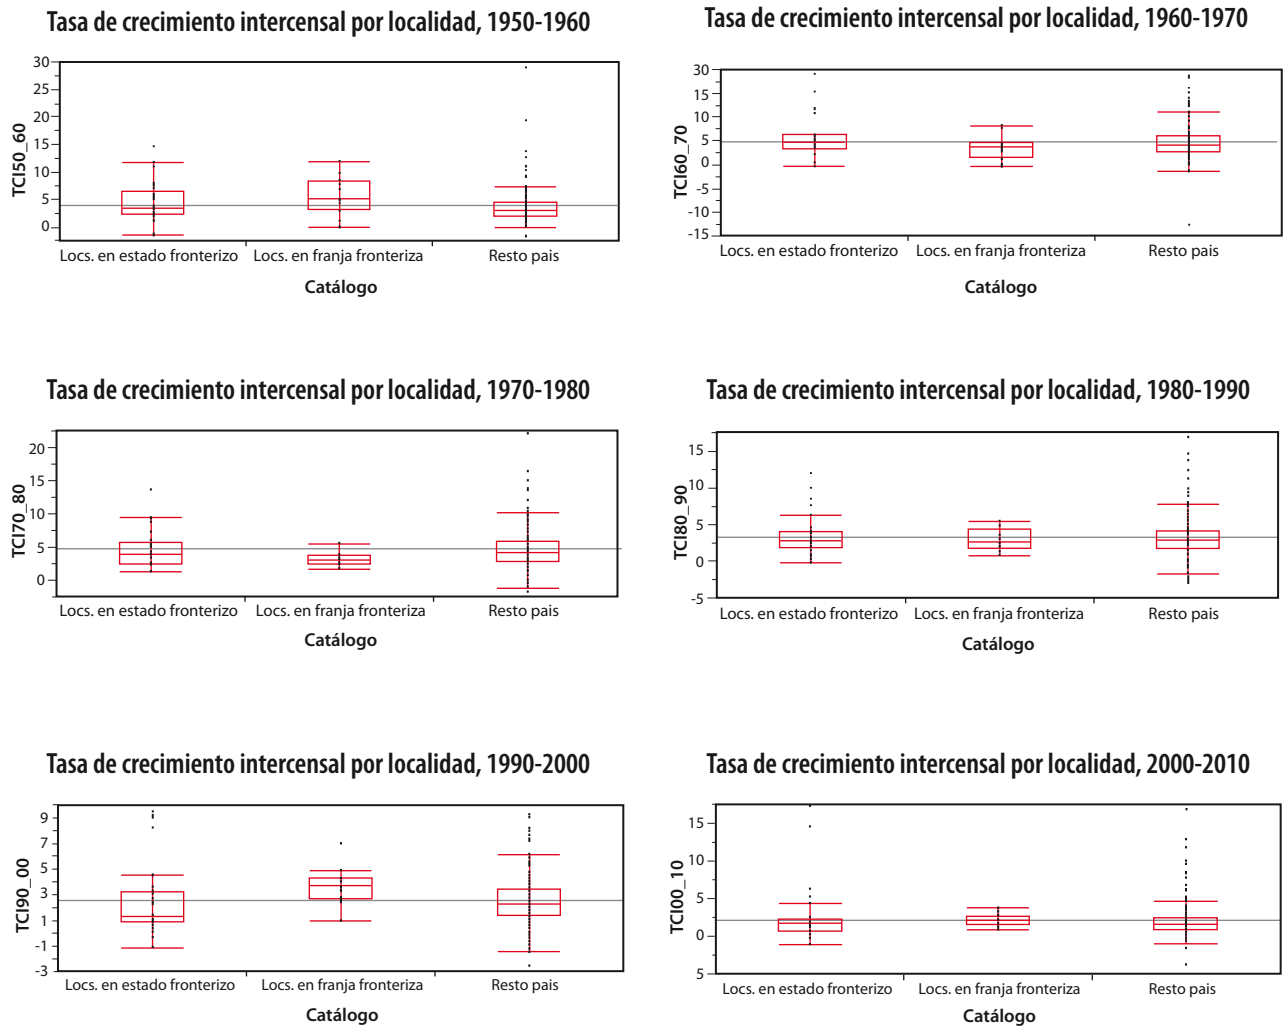 Tasa de crecimiento intercensal por localidad, 1950-1960
30
25
20
15
10
5
0
TCI50_60
Locs. en estado fronterizo Locs. en franja fronteriza Resto pais
Catálogo
Tasa de crecimiento intercensal por localidad, 1960-1970
30
15
10
5
0
-5
-10
-15
TCI60_70
Locs. en estado fronterizo Locs. en franja fronteriza Resto pais
Catálogo
Tasa de crecimiento intercensal por localidad, 1970-1980
20
15
10
5
0
TCI70_80
Locs. en estado fronterizo Locs. en franja fronteriza Resto pais
Catálogo
Tasa de crecimiento intercensal por localidad, 1980-1990
15
10
5
0
-5
TCI80_90
Locs. en estado fronterizo Locs. en franja fronteriza Resto pais
Catálogo
Tasa de crecimiento intercensal por localidad, 1990-2000
9
7
5
3
1
-1
-3
TCI90_00
Locs. en estado fronterizo Locs. en franja fronteriza Resto pais
Catálogo
Tasa de crecimiento intercensal por localidad, 2000-2010
15
10
5
0
5
TCI00_10
Locs. en estado fronterizo Locs. en franja fronteriza Resto pais
Catálogo